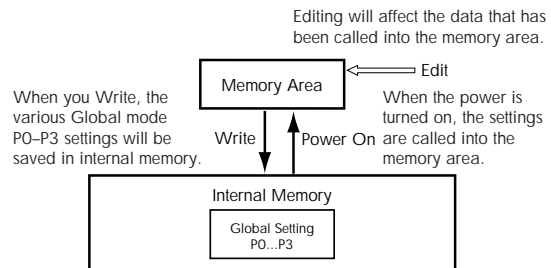 Editing will affect the data that has
been called into the memory area.
Edit
Memory Area
When you Write, the
various Global mode
P0–P3 settings will be
saved in internal memory.
Write
Power On
When the power is
turned on, the settings
are called into the
memory area.
Internal Memory
Global Setting
P0...P3